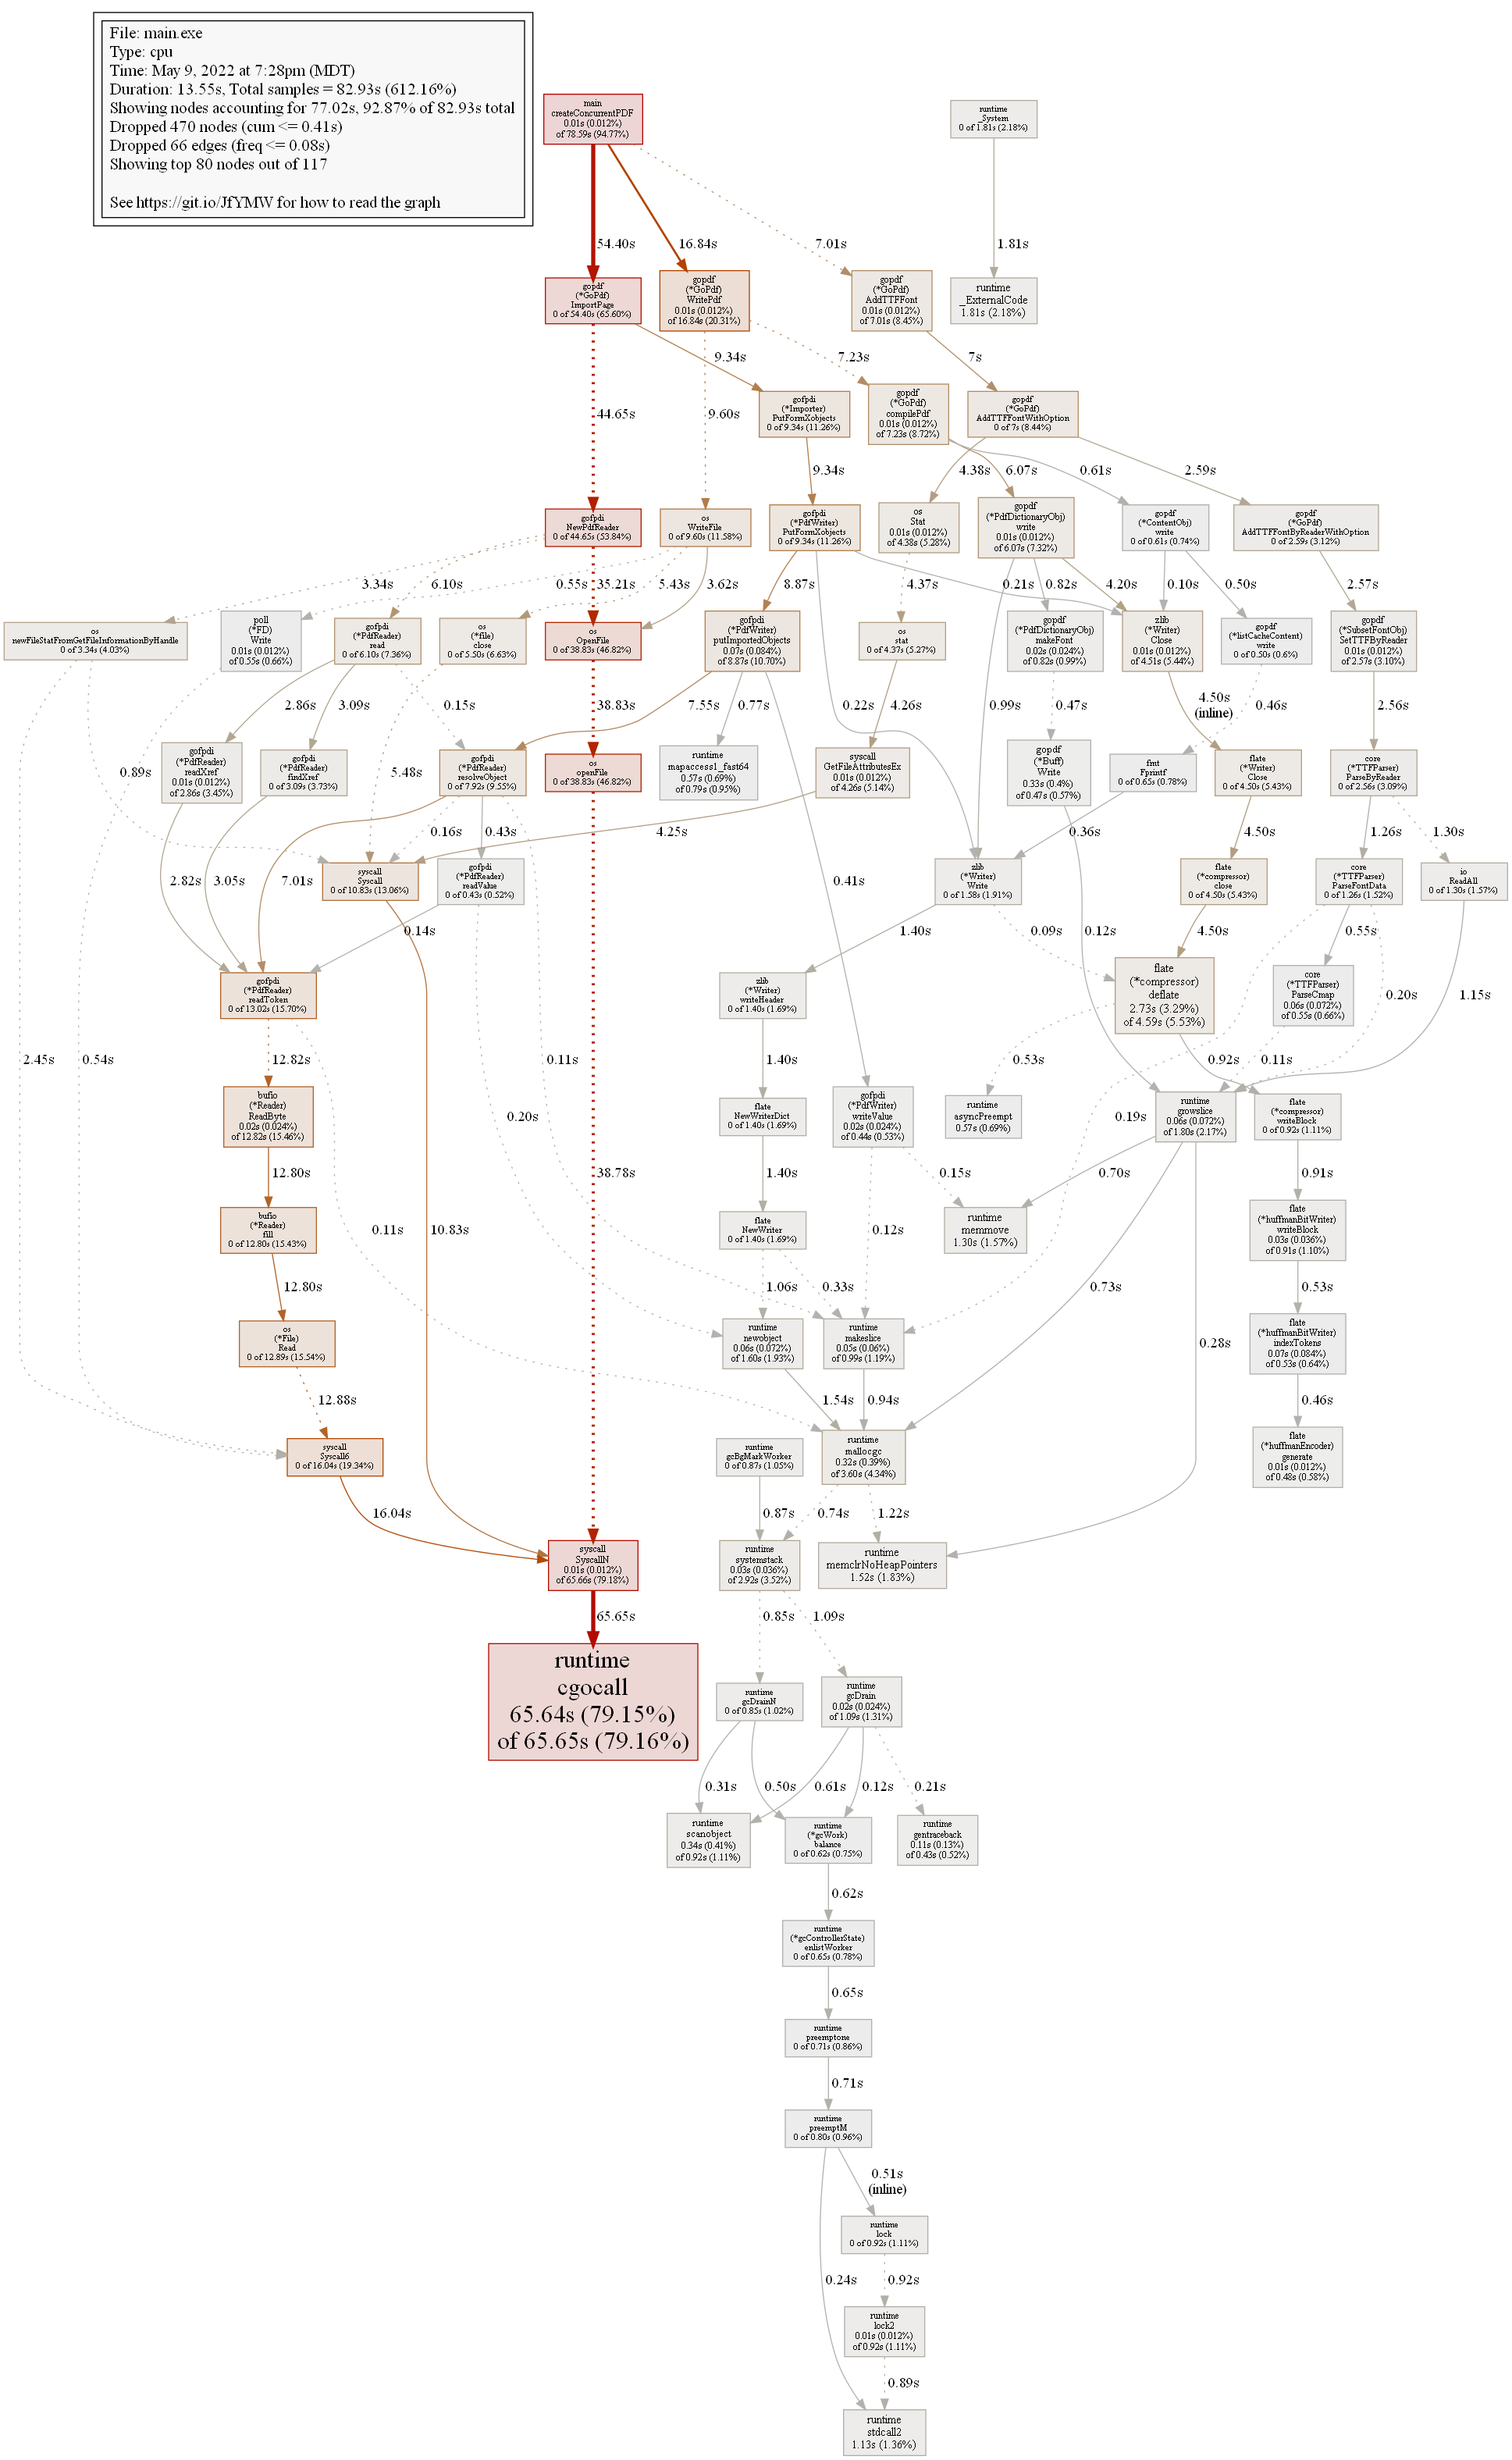 File: main.exe
Type: cpu
Time: May 9, 2022 at 7:28pm (MDT)
Duration: 13.55s, Total samples = 82.93s (612.16%)
Showing nodes accounting for 77.02s, 92.87% of 82.93s total
Dropped 470 nodes (cum <= 0.41s)
Dropped 66 edges (freq <= 0.08s)
Showing top 80 nodes out of 117
See https://git.io/JfYMW for how to read the graph
main
createConcurrentPDF
0.01s (0.012%)
of 78.59s (94.77%)
runtime
_System
0 of 1.81s (2.18%)
54.40s
16.84s
7.01s
1.81s
gopdf
(*GoPdf)
ImportPage
0 of 54.40s (65.60%)
gopdf
(*GoPdf)
WritePdf
0.01s (0.012%)
of 16.84s (20.31%)
gopdf
(*GoPdf)
AddTTFFont
0.01s (0.012%)
of 7.01s (8.45%)
runtime
_ExternalCode
1.81s (2.18%)
9.34s
7.23s
7s
44.65s
9.60s
gofpdi
(*Importer)
PutFormXobjects
0 of 9.34s (11.26%)
gopdf
(*GoPdf)
compilePdf
0.01s (0.012%)
of 7.23s (8.72%)
gopdf
(*GoPdf)
AddTTFFontWithOption
0 of 7s (8.44%)
9.34s
4.38s
6.07s
0.61s
2.59s
gofpdi
NewPdfReader
0 of 44.65s (53.84%)
os
WriteFile
0 of 9.60s (11.58%)
gofpdi
(*PdfWriter)
PutFormXobjects
0 of 9.34s (11.26%)
os
Stat
0.01s (0.012%)
of 4.38s (5.28%)
gopdf
(*PdfDictionaryObj)
write
0.01s (0.012%)
of 6.07s (7.32%)
gopdf
(*ContentObj)
write
0 of 0.61s (0.74%)
gopdf
(*GoPdf)
AddTTFFontByReaderWithOption
0 of 2.59s (3.12%)
3.34s
6.10s
0.55s
35.21s
5.43s
3.62s
8.87s
4.37s
0.21s
0.82s
4.20s
0.10s
0.50s
2.57s
os
newFileStatFromGetFileInformationByHandle
0 of 3.34s (4.03%)
poll
(*FD)
Write
0.01s (0.012%)
of 0.55s (0.66%)
gofpdi
(*PdfReader)
read
0 of 6.10s (7.36%)
os
(*file)
close
0 of 5.50s (6.63%)
os
OpenFile
0 of 38.83s (46.82%)
gofpdi
(*PdfWriter)
putImportedObjects
0.07s (0.084%)
of 8.87s (10.70%)
os
stat
0 of 4.37s (5.27%)
gopdf
(*PdfDictionaryObj)
makeFont
0.02s (0.024%)
of 0.82s (0.99%)
zlib
(*Writer)
Close
0.01s (0.012%)
of 4.51s (5.44%)
gopdf
(*listCacheContent)
write
0 of 0.50s (0.6%)
gopdf
(*SubsetFontObj)
SetTTFByReader
0.01s (0.012%)
of 2.57s (3.10%)
2.86s
3.09s
0.15s
38.83s
7.55s
0.77s
0.22s
4.26s
0.99s
0.47s
4.50s
(inline)
0.46s
2.56s
gofpdi
(*PdfReader)
readXref
0.01s (0.012%)
of 2.86s (3.45%)
gofpdi
(*PdfReader)
findXref
0 of 3.09s (3.73%)
gofpdi
(*PdfReader)
resolveObject
0 of 7.92s (9.55%)
os
openFile
0 of 38.83s (46.82%)
runtime
mapaccess1_fast64
0.57s (0.69%)
of 0.79s (0.95%)
syscall
GetFileAttributesEx
0.01s (0.012%)
of 4.26s (5.14%)
gopdf
(*Buff)
Write
0.33s (0.4%)
of 0.47s (0.57%)
fmt
Fprintf
0 of 0.65s (0.78%)
flate
(*Writer)
Close
0 of 4.50s (5.43%)
core
(*TTFParser)
ParseByReader
0 of 2.56s (3.09%)
0.89s
5.48s
0.16s
0.43s
4.25s
0.36s
4.50s
1.26s
1.30s
2.82s
3.05s
7.01s
0.41s
syscall
Syscall
0 of 10.83s (13.06%)
gofpdi
(*PdfReader)
readValue
0 of 0.43s (0.52%)
zlib
(*Writer)
Write
0 of 1.58s (1.91%)
flate
(*compressor)
close
0 of 4.50s (5.43%)
core
(*TTFParser)
ParseFontData
0 of 1.26s (1.52%)
io
ReadAll
0 of 1.30s (1.57%)
0.14s
1.40s
0.09s
0.12s
4.50s
0.55s
0.20s
1.15s
gofpdi
(*PdfReader)
readToken
0 of 13.02s (15.70%)
zlib
(*Writer)
writeHeader
0 of 1.40s (1.69%)
flate
(*compressor)
deflate
2.73s (3.29%)
of 4.59s (5.53%)
core
(*TTFParser)
ParseCmap
0.06s (0.072%)
of 0.55s (0.66%)
2.45s
0.54s
12.82s
0.11s
1.40s
0.53s
0.92s
0.11s
bufio
(*Reader)
ReadByte
0.02s (0.024%)
of 12.82s (15.46%)
flate
NewWriterDict
0 of 1.40s (1.69%)
gofpdi
(*PdfWriter)
writeValue
0.02s (0.024%)
of 0.44s (0.53%)
runtime
asyncPreempt
0.57s (0.69%)
runtime
growslice
0.06s (0.072%)
of 1.80s (2.17%)
flate
(*compressor)
writeBlock
0 of 0.92s (1.11%)
0.20s
0.19s
12.80s
38.78s
1.40s
0.15s
0.70s
0.91s
bufio
(*Reader)
fill
0 of 12.80s (15.43%)
flate
NewWriter
0 of 1.40s (1.69%)
runtime
memmove
1.30s (1.57%)
flate
(*huffmanBitWriter)
writeBlock
0.03s (0.036%)
of 0.91s (1.10%)
0.11s
10.83s
0.12s
12.80s
1.06s
0.33s
0.73s
0.53s
os
(*File)
Read
0 of 12.89s (15.54%)
runtime
newobject
0.06s (0.072%)
of 1.60s (1.93%)
runtime
makeslice
0.05s (0.06%)
of 0.99s (1.19%)
flate
(*huffmanBitWriter)
indexTokens
0.07s (0.084%)
of 0.53s (0.64%)
0.28s
12.88s
1.54s
0.94s
0.46s
syscall
Syscall6
0 of 16.04s (19.34%)
runtime
gcBgMarkWorker
0 of 0.87s (1.05%)
runtime
mallocgc
0.32s (0.39%)
of 3.60s (4.34%)
flate
(*huffmanEncoder)
generate
0.01s (0.012%)
of 0.48s (0.58%)
16.04s
0.87s
0.74s
1.22s
syscall
SyscallN
0.01s (0.012%)
of 65.66s (79.18%)
runtime
systemstack
0.03s (0.036%)
of 2.92s (3.52%)
runtime
memclrNoHeapPointers
1.52s (1.83%)
65.65s
0.85s
1.09s
runtime
cgocall
65.64s (79.15%)
of 65.65s (79.16%)
runtime
gcDrainN
0 of 0.85s (1.02%)
runtime
gcDrain
0.02s (0.024%)
of 1.09s (1.31%)
0.31s
0.50s
0.61s
0.12s
0.21s
runtime
scanobject
0.34s (0.41%)
of 0.92s (1.11%)
runtime
(*gcWork)
balance
0 of 0.62s (0.75%)
runtime
gentraceback
0.11s (0.13%)
of 0.43s (0.52%)
0.62s
runtime
(*gcControllerState)
enlistWorker
0 of 0.65s (0.78%)
0.65s
runtime
preemptone
0 of 0.71s (0.86%)
0.71s
runtime
preemptM
0 of 0.80s (0.96%)
0.51s
(inline)
runtime
lock
0 of 0.92s (1.11%)
0.24s
0.92s
runtime
lock2
0.01s (0.012%)
of 0.92s (1.11%)
0.89s
runtime
stdcall2
1.13s (1.36%)